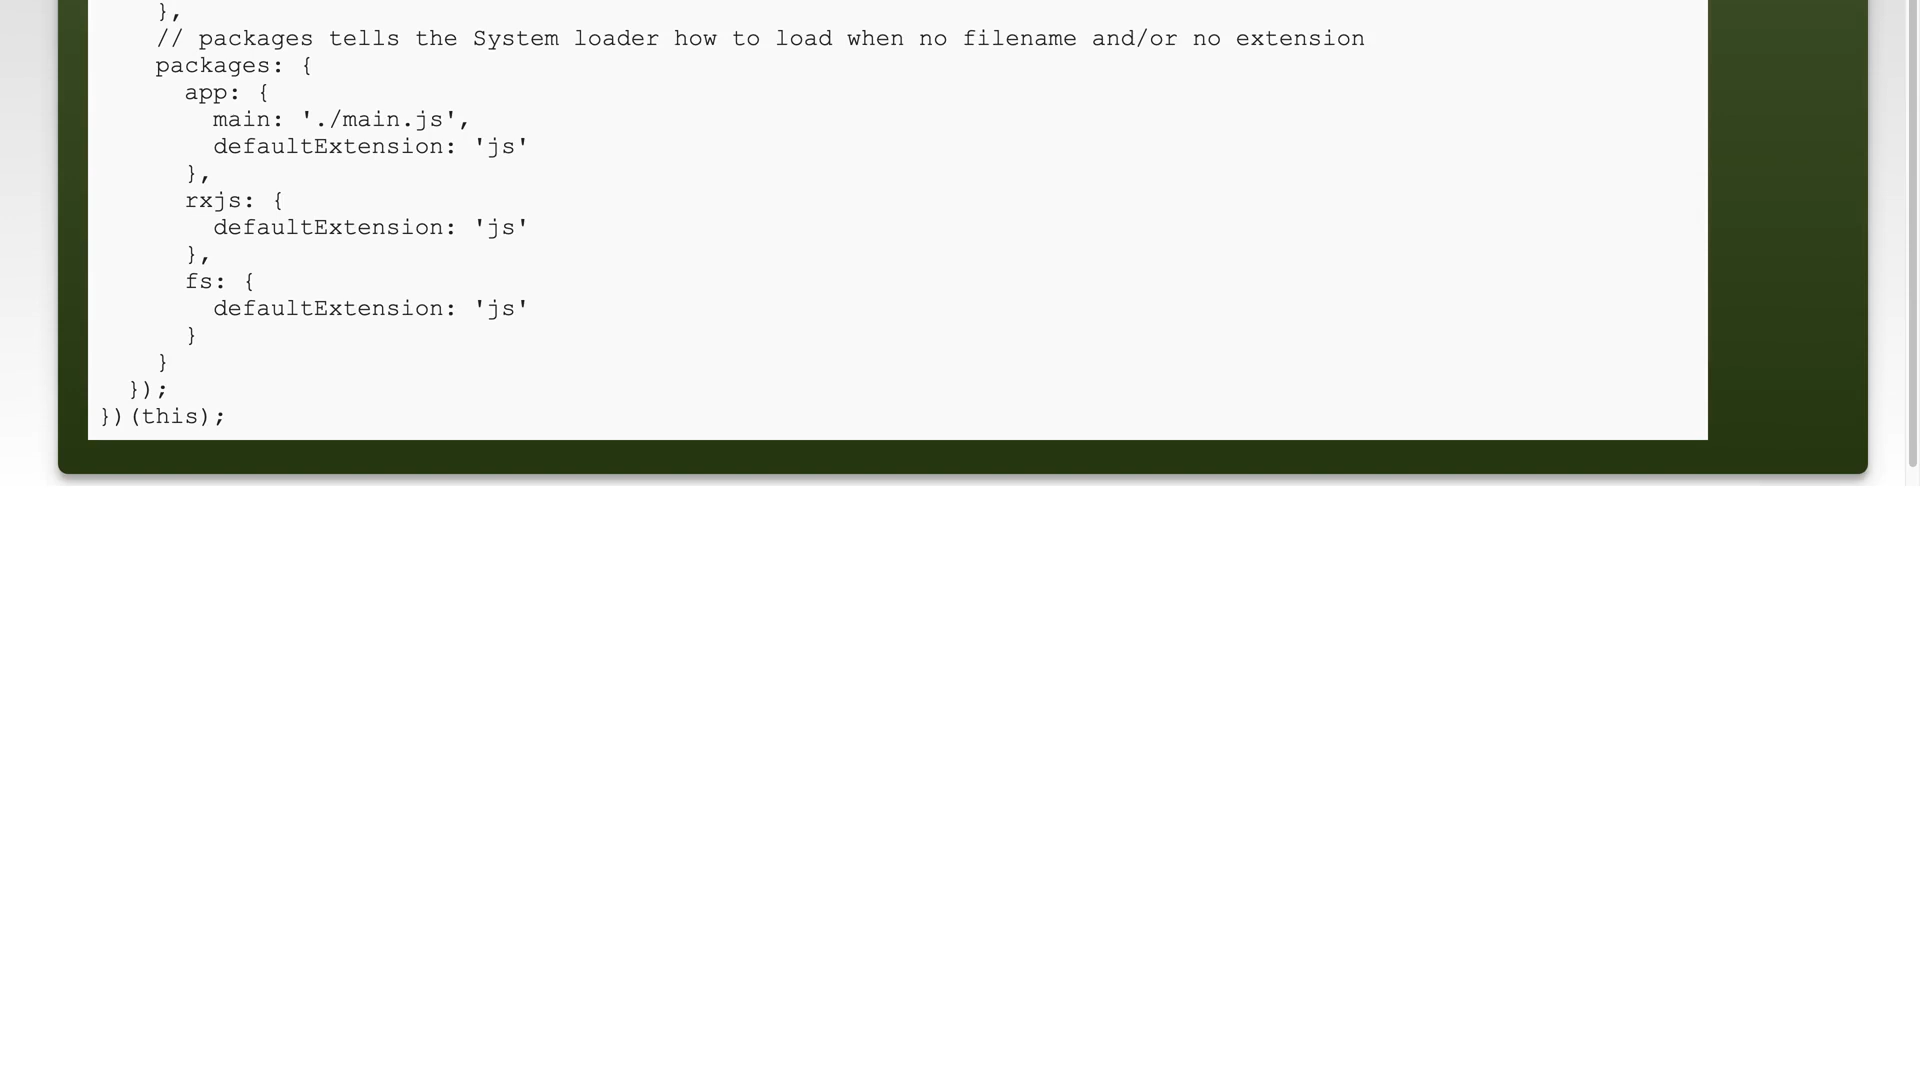 },
// packages tells the System loader how to load when no filename and/or no extension
packages: {
app: {
main: './main.js',
defaultExtension: 'js'
},
rxjs: {
defaultExtension: 'js'
},
fs: {
defaultExtension: 'js'
}
}
});
})(this);